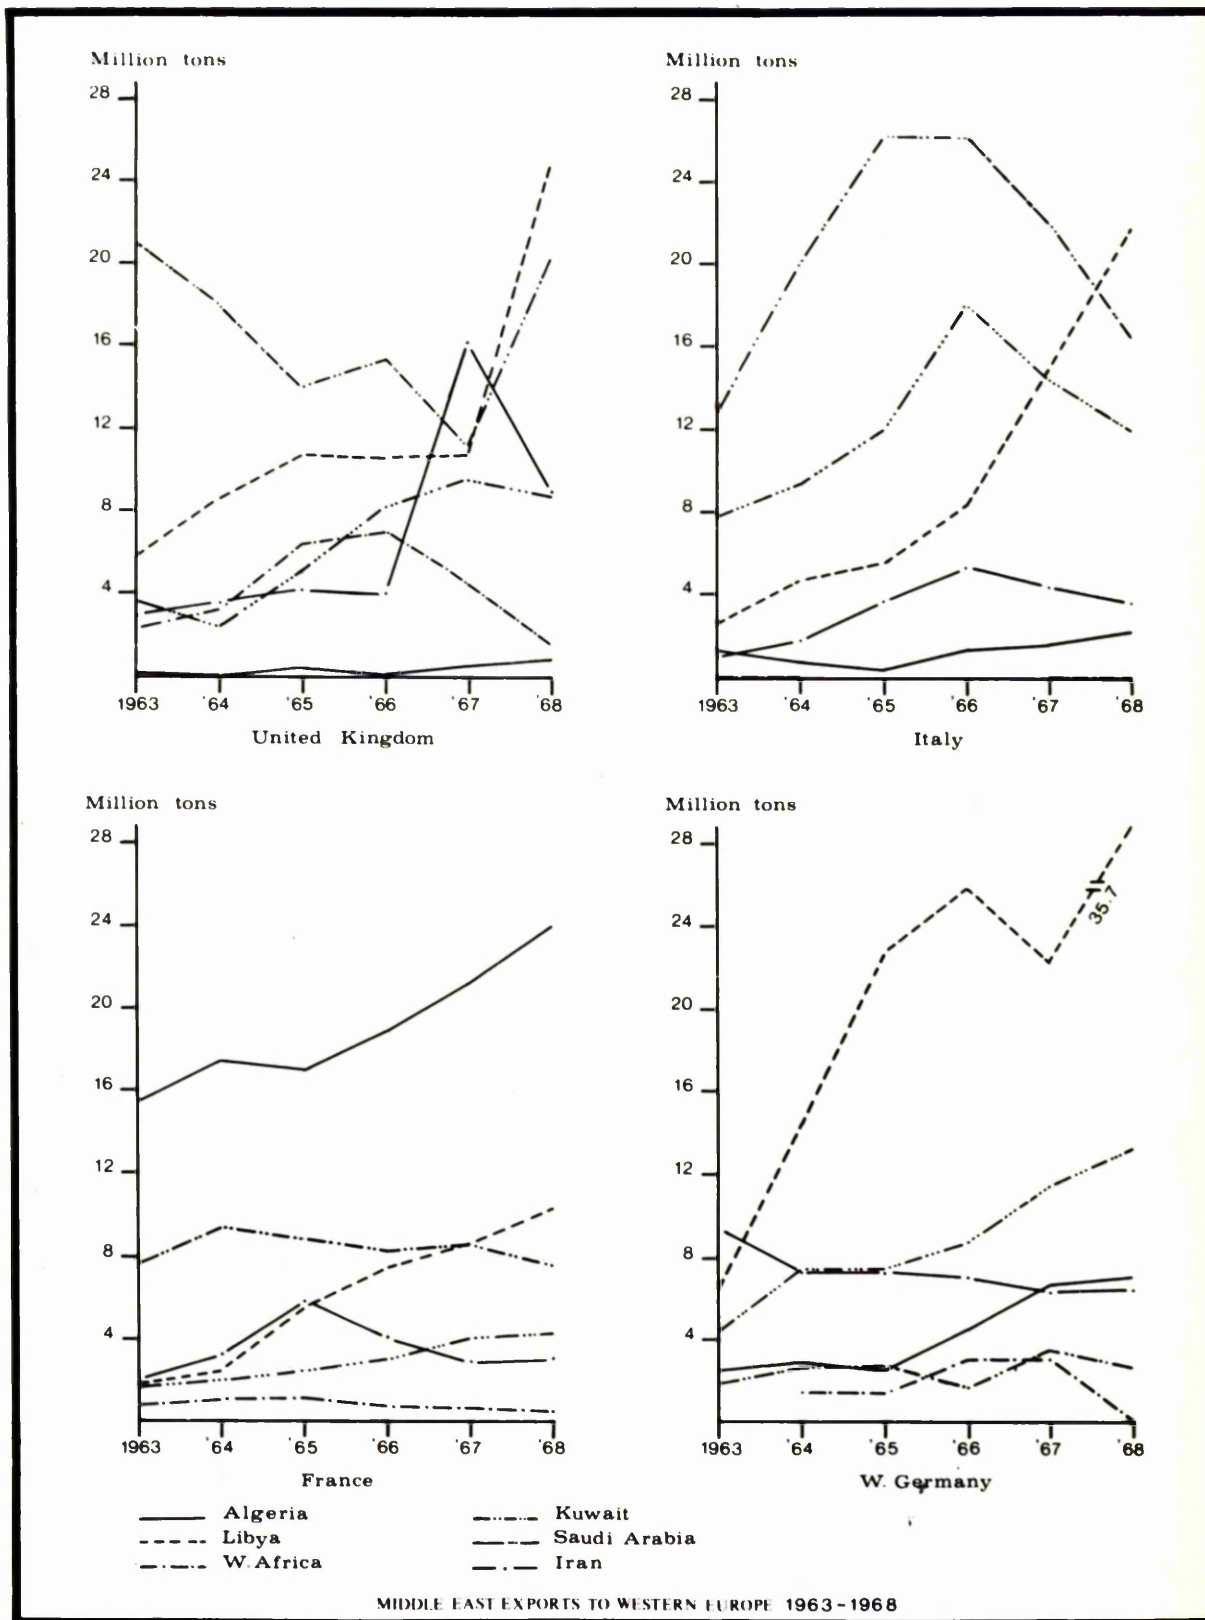 Million tons
28
24
20
16
12
8
4
1963 '64 '65 '66 '67 '68
United Kingdom
Million tons
28
24
20
16
12
8
4
1963 '64 '65 '66 '67 '68
Italy
Million tons
28
24
20
16
12
8
4
1963 '64 '65 '66 '67 '68
France
Million tons
28
24
20
16
12
8
4
35.7
1963 '64 '65 '66 '67 '68
W. Germany
Algeria
Libya
W. Africa
Kuwait
Saudi Arabia
Iran
MIDDLE EAST EXPORTS TO WESTERN EUROPE 1963-1968